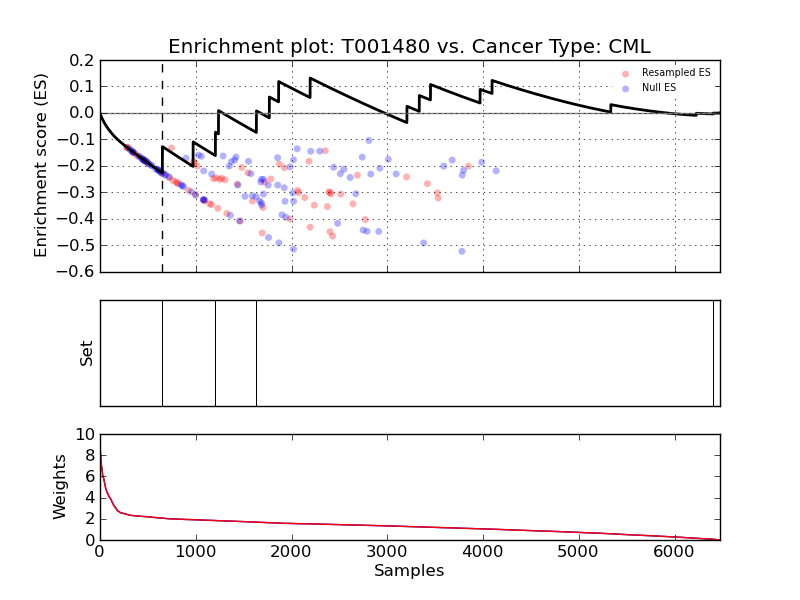 Enrichment plot: T001480 vs. Cancer Type: CML
Enrichment score (ES)
0.2
0.1
0.0
−0.1
−0.2
−0.3
−0.4
−0.5
−0.6
Resampled ES
Null ES
Set
Weights
10
8
6
4
2
0
0 1000 2000 3000 4000 5000 6000
Samples